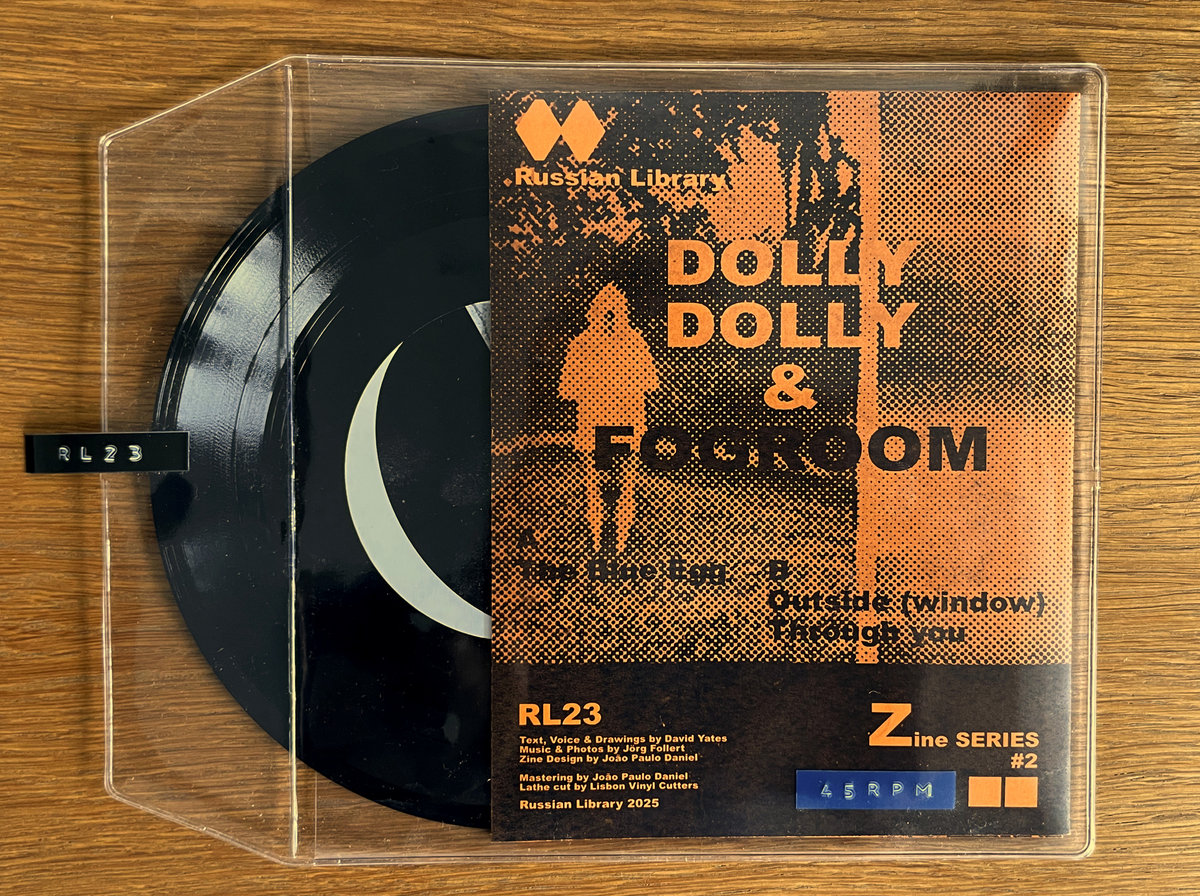 Russian Library
DOLLY
DOLLY
&
FOGROOM
RL23
A
The Blue Egg
B
Outside (window)
Through you
RL23
Text, Voice & Drawings by David Yates
Music & Photos by Jörg Follert
Zine Design by João Paulo Daniel
Mastering by João Paulo Daniel
Lathe cut by Lisbon Vinyl Cutters
Russian Library 2025
Zine SERIES
#2
45RPM